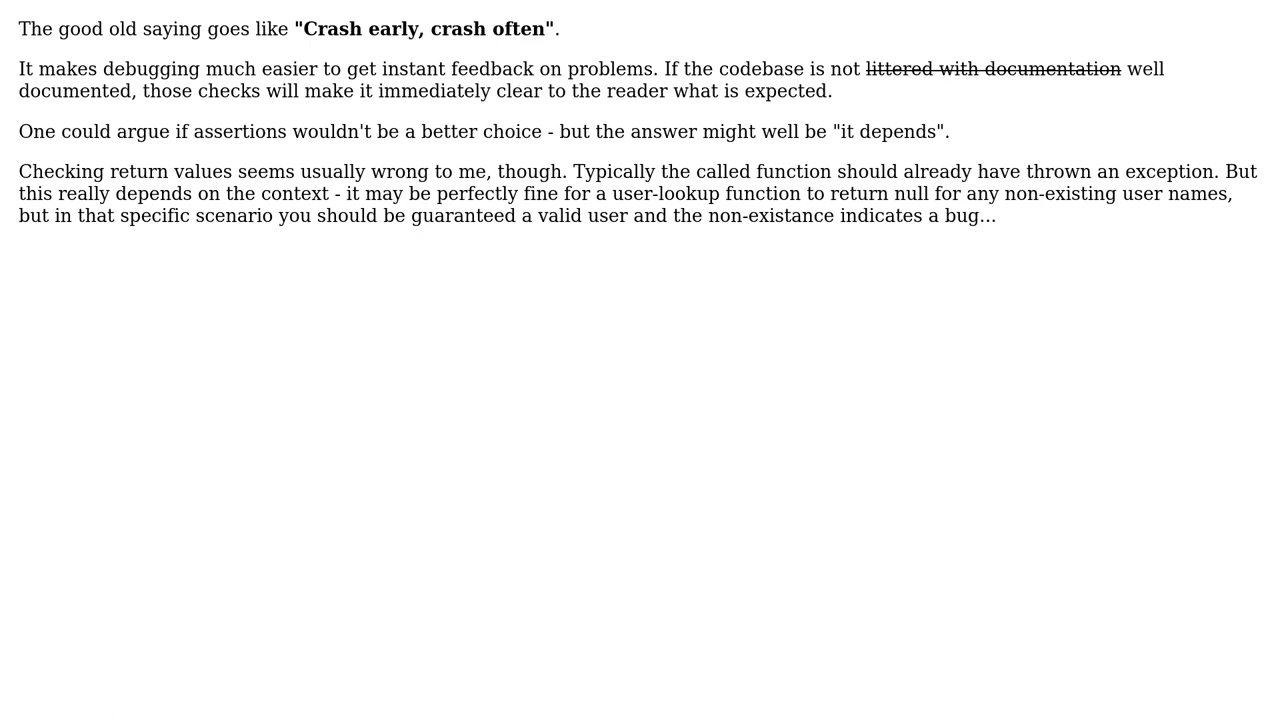 The good old saying goes like "Crash early, crash often".
It makes debugging much easier to get instant feedback on problems. If the codebase is not littered with documentation well
documented, those checks will make it immediately clear to the reader what is expected.
One could argue if assertions wouldn't be a better choice - but the answer might well be "it depends".
Checking return values seems usually wrong to me, though. Typically the called function should already have thrown an exception. But
this really depends on the context - it may be perfectly fine for a user-lookup function to return null for any non-existing user names,
but in that specific scenario you should be guaranteed a valid user and the non-existance indicates a bug...